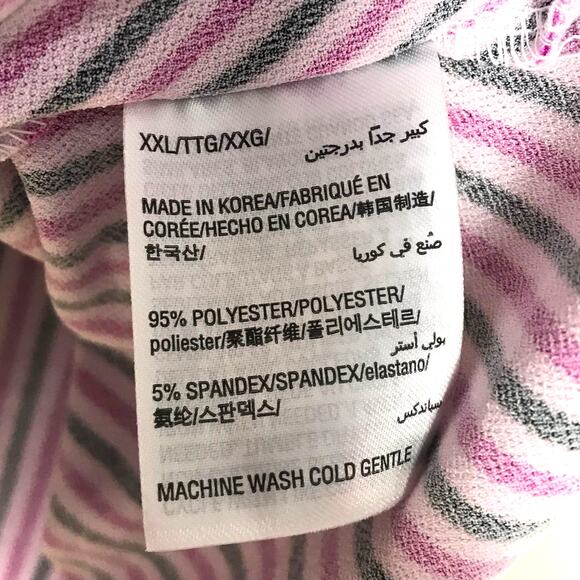 XXL/TTG/XXG/ كبير جدًا بدرجتين
MADE IN KOREA/FABRIQUÉ EN
CORÉE/HECHO EN COREA/韩国制造/
한국산/ صُنع في كوريا
95% POLYESTER/POLYESTER/
poliester/聚酯纤维/폴리에스테르/
بولي أستر
5% SPANDEX/SPANDEX/elastano/
氨纶/스판덱스/ سباندكس
MACHINE WASH COLD GENTLE